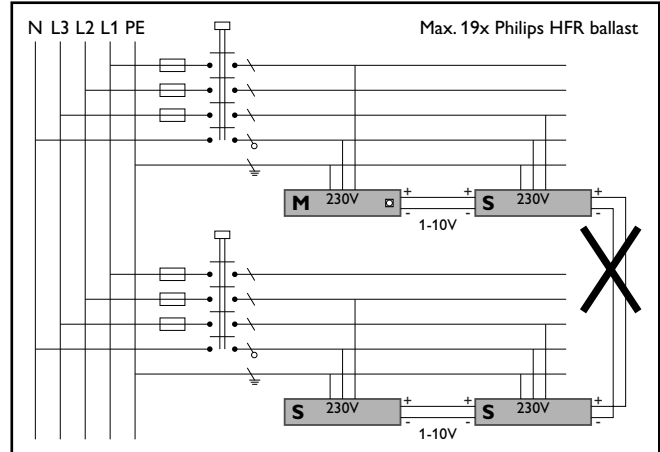 N L3 L2 L1 PE
Max. 19x Philips HFR ballast
M 230V + - 1-10V + - S 230V + -
S 230V + - 1-10V + - S 230V + -